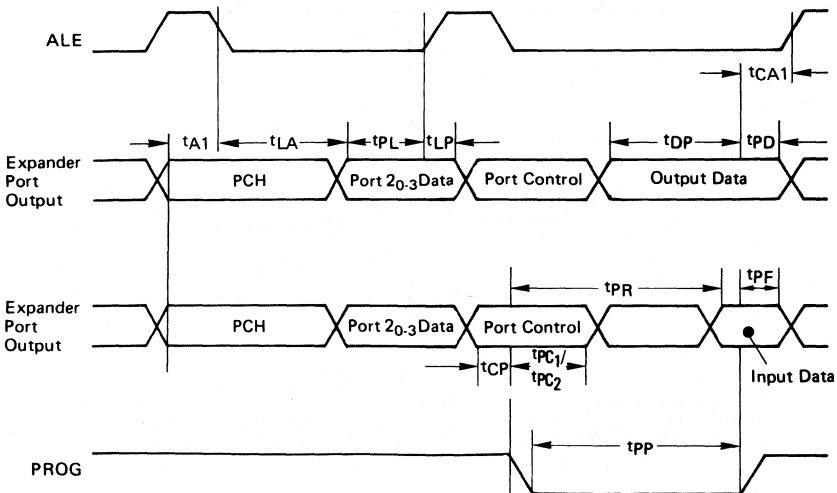 ALE
tCA1
tA1 tLA tPL tLP tDP tPD
Expander
Port
Output
PCH Port 20-3Data Port Control Output Data
tPR tPF
Expander
Port
Output
PCH Port 20-3Data Port Control
tCP tPC1/
tPC2
Input Data
tPP
PROG